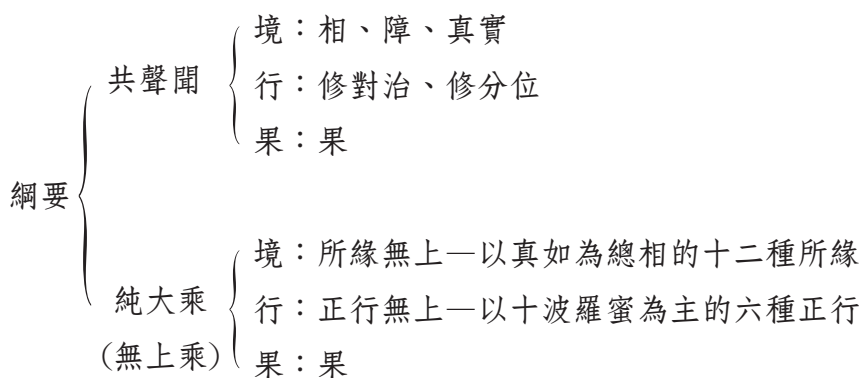 境：相、障、真實
共聲聞
行：修對治、修分位
果：果
綱要
境：所緣無上—以真如為總相的十二種所緣
純大乘
行：正行無上—以十波羅蜜為主的六種正行
(無上乘)
果：果